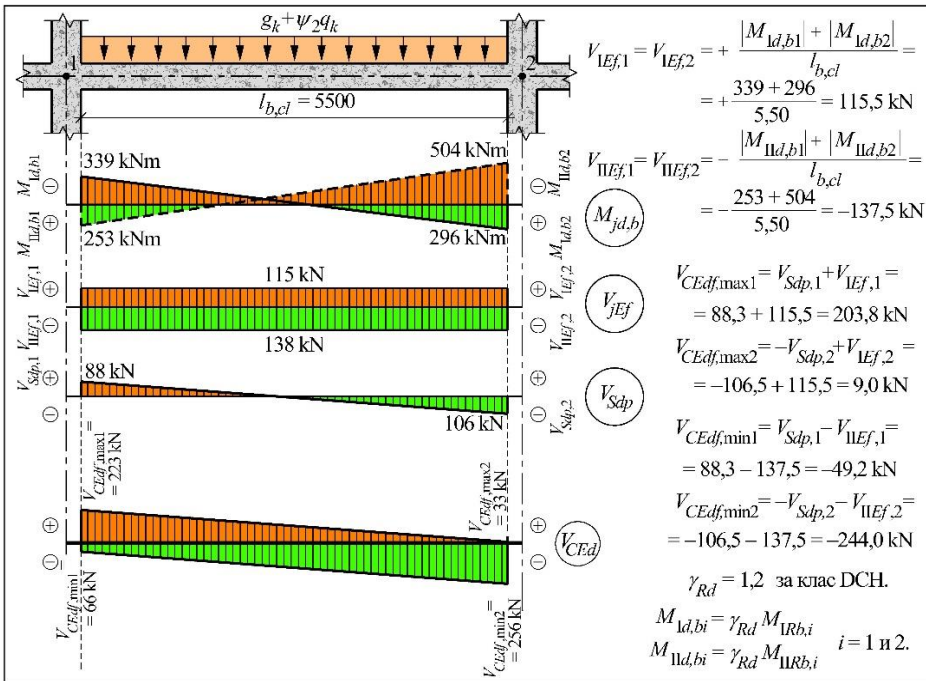 g_k + ψ_2 q_k
1
2
l_{b,cl} = 5500
339 kNm
504 kNm
M_{Id,b1}
M_{IId,b1}
⊖
⊕
253 kNm
296 kNm
M_{IId,b2}
M_{Id,b2}
⊖
⊕
M_{jd,b}
115 kN
V_{IEf,1}
V_{IIEf,1}
⊕
⊖
138 kN
V_{IEf,2}
V_{IIEf,2}
⊕
⊖
V_{jEf}
88 kN
V_{Sdp,1}
⊕
⊖
106 kN
V_{Sdp,2}
⊕
⊖
V_{Sdp}
V_{CEdf,max1} =
= 223 kN
V_{CEdf,max2} =
= 33 kN
⊕
⊖
⊕
⊖
V_{CEd}
V_{CEdf,min1} =
= 66 kN
V_{CEdf,min2} =
= 256 kN
V_{IEf,1} = V_{IEf,2} = + (|M_{Id,b1}| + |M_{Id,b2}|) / l_{b,cl} =
= + (339 + 296) / 5,50 = 115,5 kN
V_{IIEf,1} = V_{IIEf,2} = − (|M_{IId,b1}| + |M_{IId,b2}|) / l_{b,cl} =
= − (253 + 504) / 5,50 = −137,5 kN
V_{CEdf,max1} = V_{Sdp,1} + V_{IEf,1} =
= 88,3 + 115,5 = 203,8 kN
V_{CEdf,max2} = −V_{Sdp,2} + V_{IEf,2} =
= −106,5 + 115,5 = 9,0 kN
V_{CEdf,min1} = V_{Sdp,1} − V_{IIEf,1} =
= 88,3 − 137,5 = −49,2 kN
V_{CEdf,min2} = −V_{Sdp,2} − V_{IIEf,2} =
= −106,5 − 137,5 = −244,0 kN
γ_{Rd} = 1,2 за клас DCH.
M_{Id,bi} = γ_{Rd} M_{IRb,i}
M_{IId,bi} = γ_{Rd} M_{IIRb,i}
i = 1 и 2.